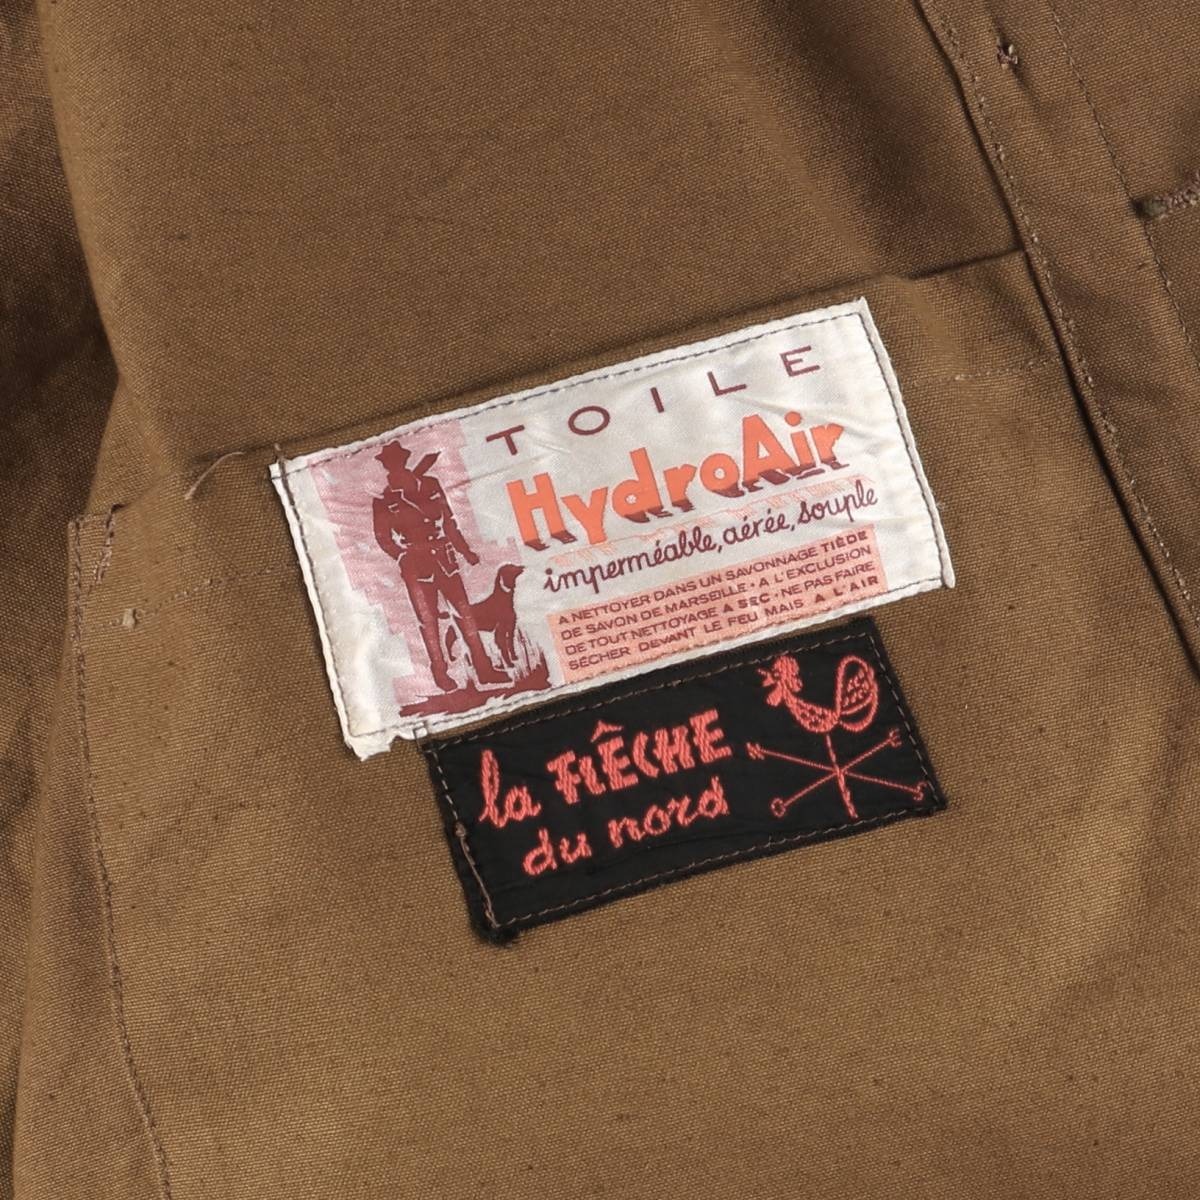 TOILE
HydroAir
imperméable, aérée, souple
A NETTOYER DANS UN SAVONNAGE TIÈDE
DE SAVON DE MARSEILLE • A L'EXCLUSION
DE TOUT NETTOYAGE A SEC • NE PAS FAIRE
SÉCHER DEVANT LE FEU MAIS A L'AIR
la FLÊCHE
du nord